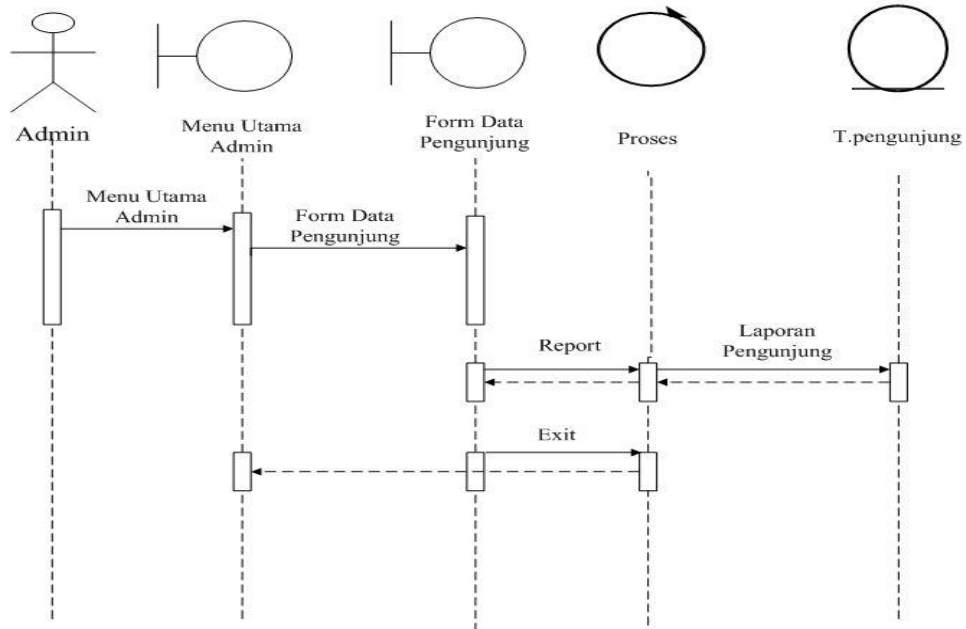 Admin
Menu Utama
Admin
Form Data
Pengunjung
Proses
T.pengunjung
Menu Utama
Admin
Form Data
Pengunjung
Report
Laporan
Pengunjung
Exit